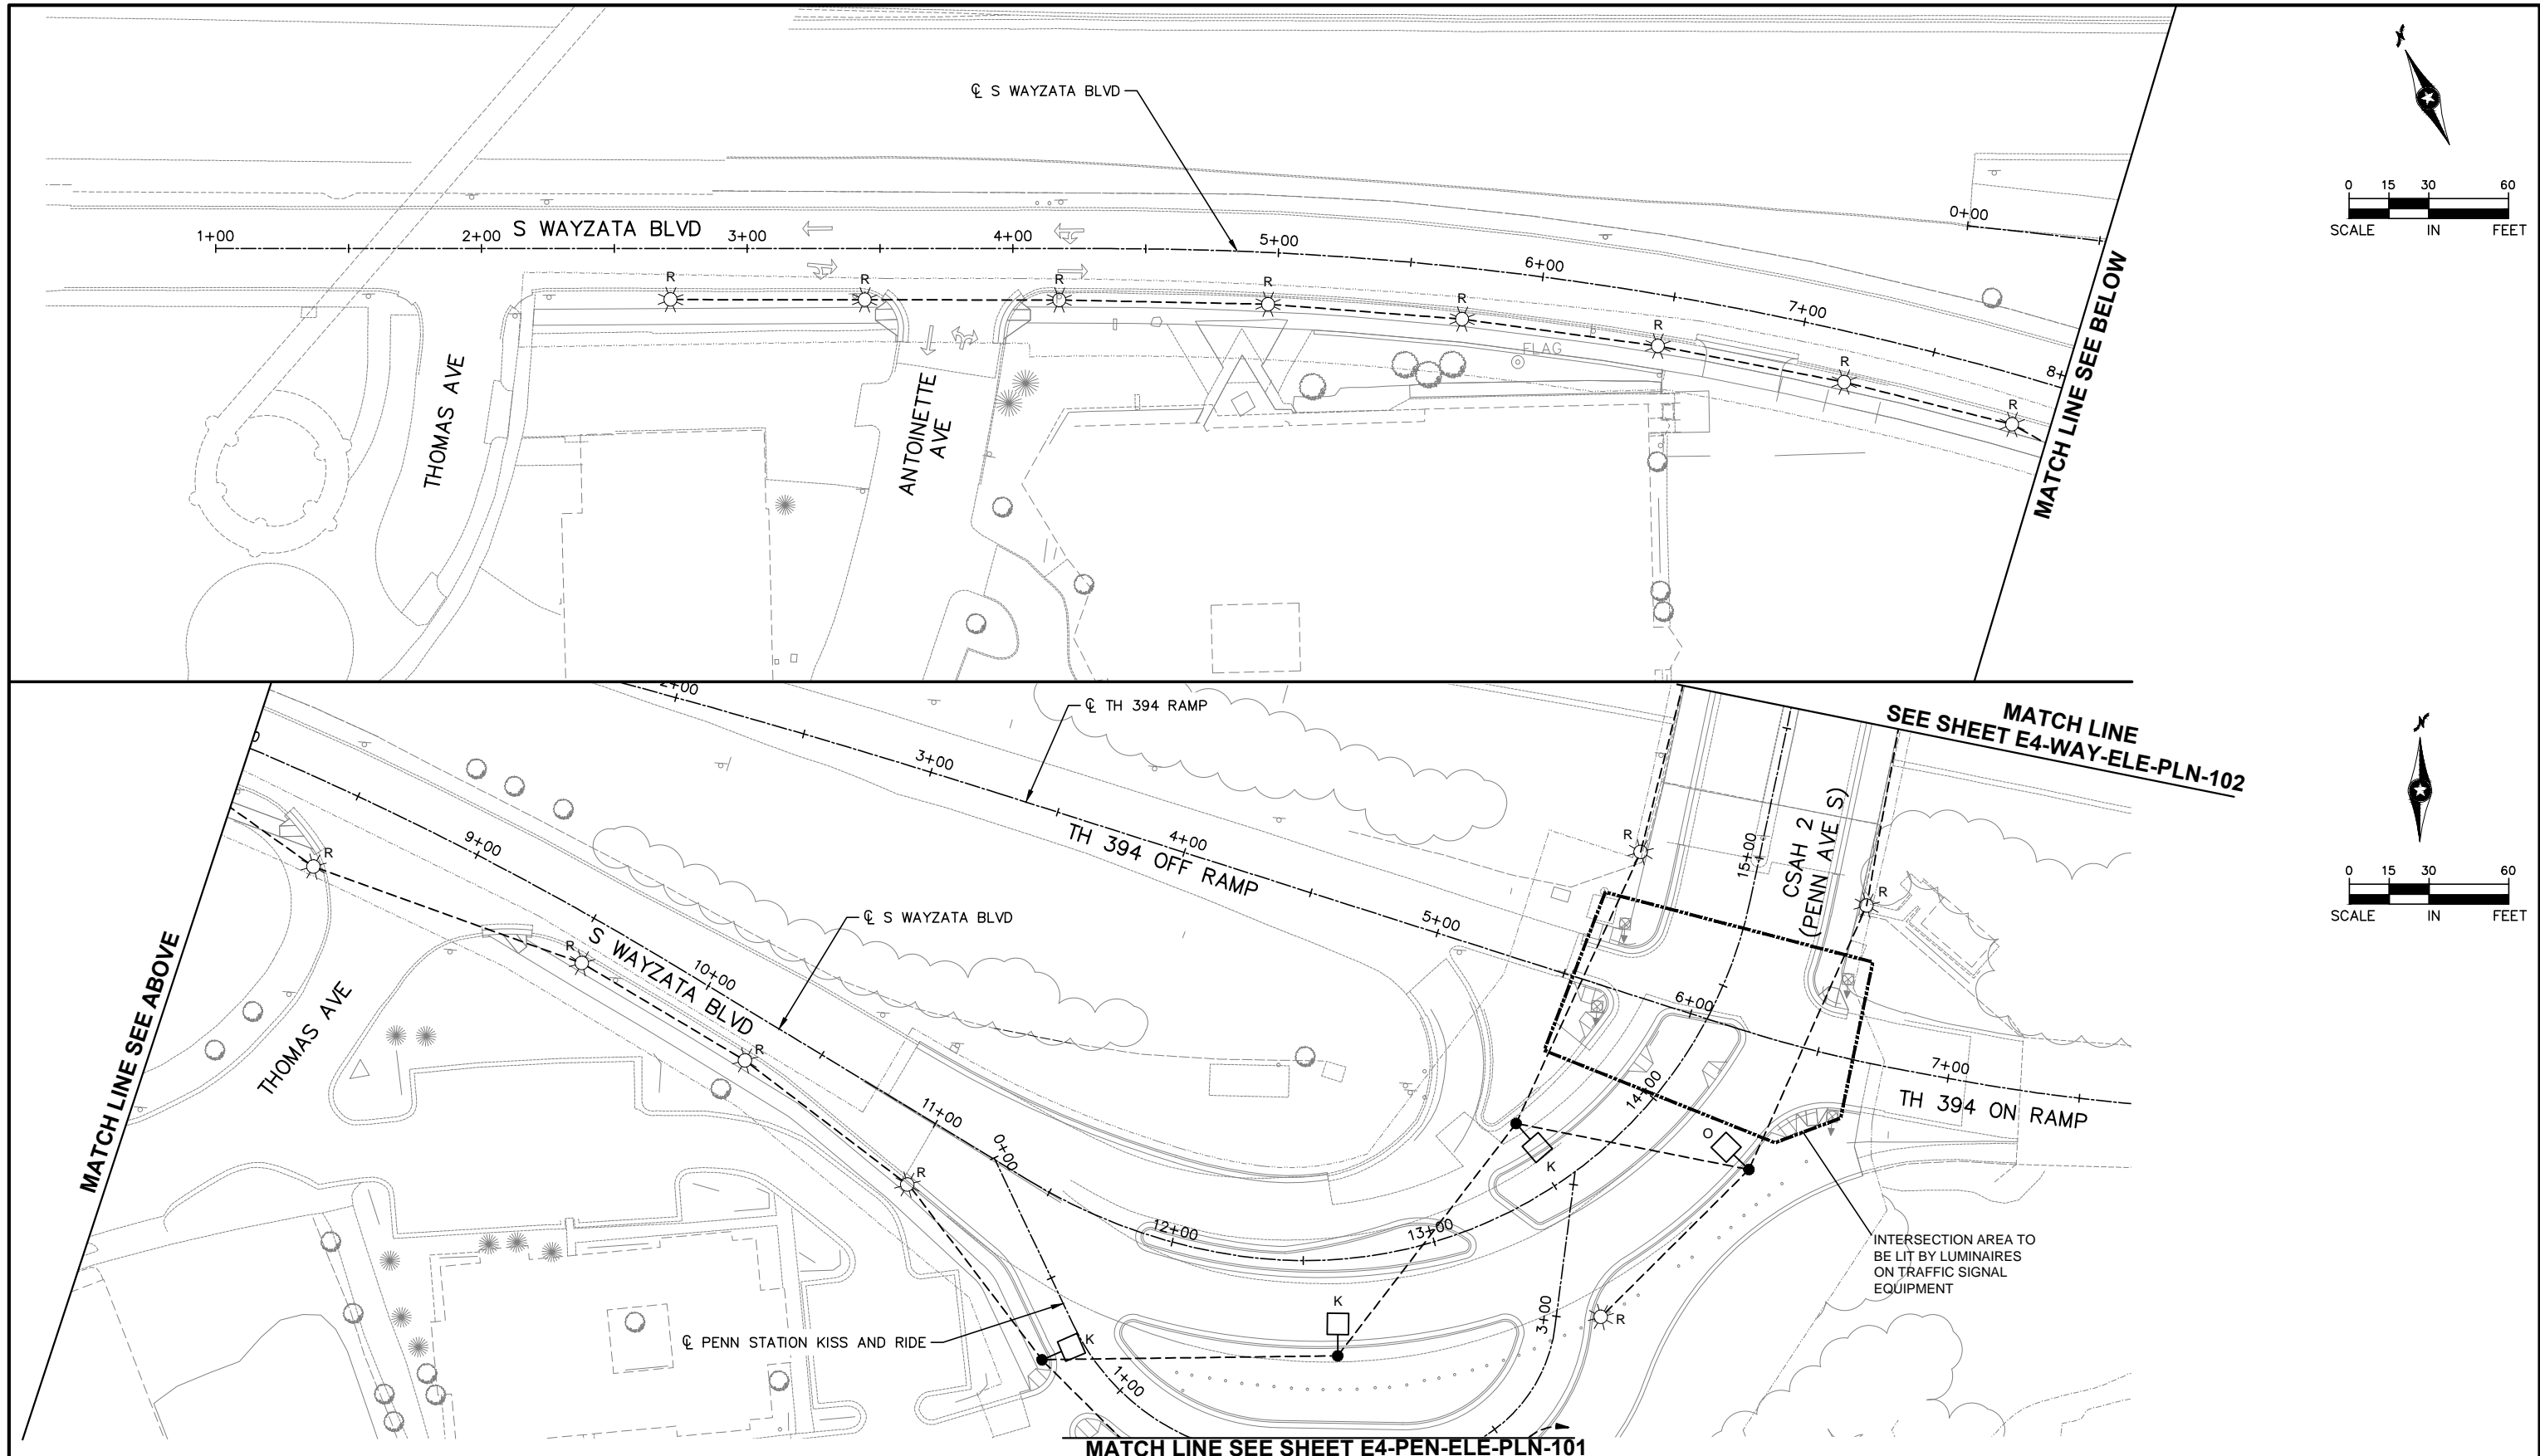 ℄ S WAYZATA BLVD
N
0 15 30 60
SCALE IN FEET
0+00
S WAYZATA BLVD
1+00 2+00 3+00 4+00 5+00 6+00 7+00 8+
R R R R R R R R
FLAG
THOMAS AVE
ANTOINETTE
AVE
MATCH LINE SEE BELOW
2+00
℄ TH 394 RAMP
MATCH LINE
SEE SHEET E4-WAY-ELE-PLN-102
N
0 15 30 60
SCALE IN FEET
3+00
4+00
TH 394 OFF RAMP
5+00
6+00
7+00
TH 394 ON RAMP
CSAH 2
(PENN AVE S)
15+00
14+00
R
R
0
9+00
R
℄ S WAYZATA BLVD
S WAYZATA BLVD
10+00
R
R
THOMAS AVE
MATCH LINE SEE ABOVE
11+00
0+00
R
12+00
13+00
K
O
INTERSECTION AREA TO
BE LIT BY LUMINAIRES
ON TRAFFIC SIGNAL
EQUIPMENT
K
K
3+00
R
℄ PENN STATION KISS AND RIDE
1+00
MATCH LINE SEE SHEET E4-PEN-ELE-PLN-101